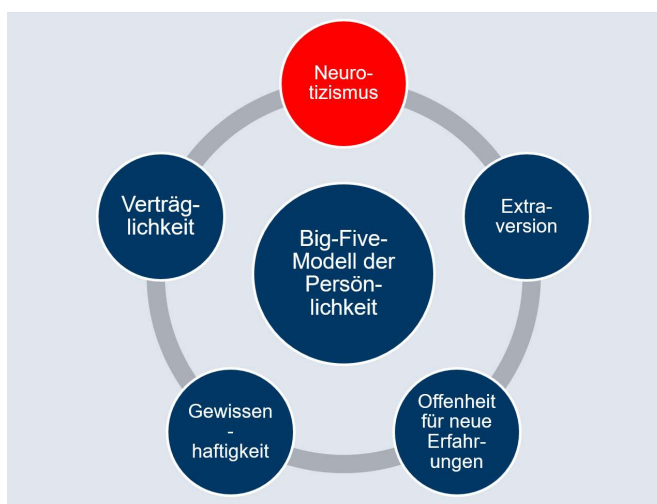 Neuro-
tizismus
Extra-
version
Offenheit
für neue
Erfahr-
ungen
Gewissen
-
haftigkeit
Verträg-
lichkeit
Big-Five-
Modell der
Persön-
lichkeit